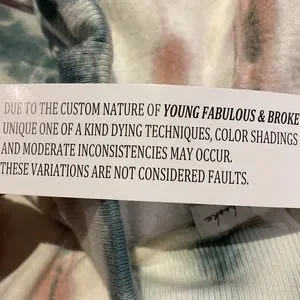 DUE TO THE CUSTOM NATURE OF YOUNG FABULOUS & BROKE
UNIQUE ONE OF A KIND DYING TECHNIQUES, COLOR SHADINGS
AND MODERATE INCONSISTENCIES MAY OCCUR.
THESE VARIATIONS ARE NOT CONSIDERED FAULTS.
broke